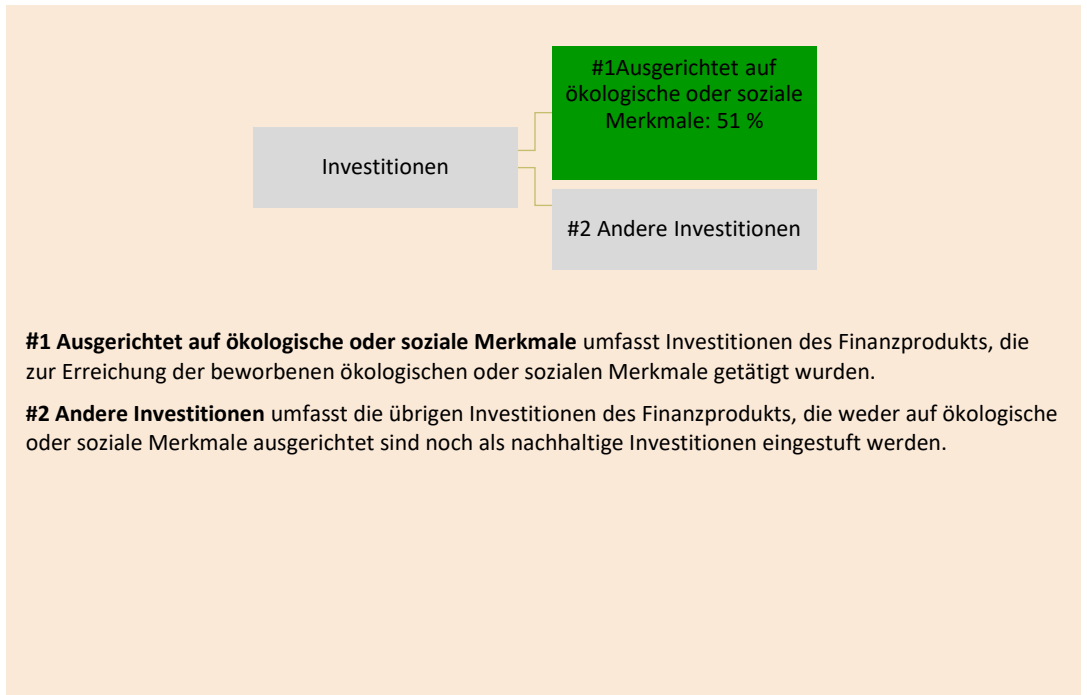 #1Ausgerichtet auf
ökologische oder soziale
Merkmale: 51 %
Investitionen
#2 Andere Investitionen
#1 Ausgerichtet auf ökologische oder soziale Merkmale umfasst Investitionen des Finanzprodukts, die
zur Erreichung der beworbenen ökologischen oder sozialen Merkmale getätigt wurden.
#2 Andere Investitionen umfasst die übrigen Investitionen des Finanzprodukts, die weder auf ökologische
oder soziale Merkmale ausgerichtet sind noch als nachhaltige Investitionen eingestuft werden.